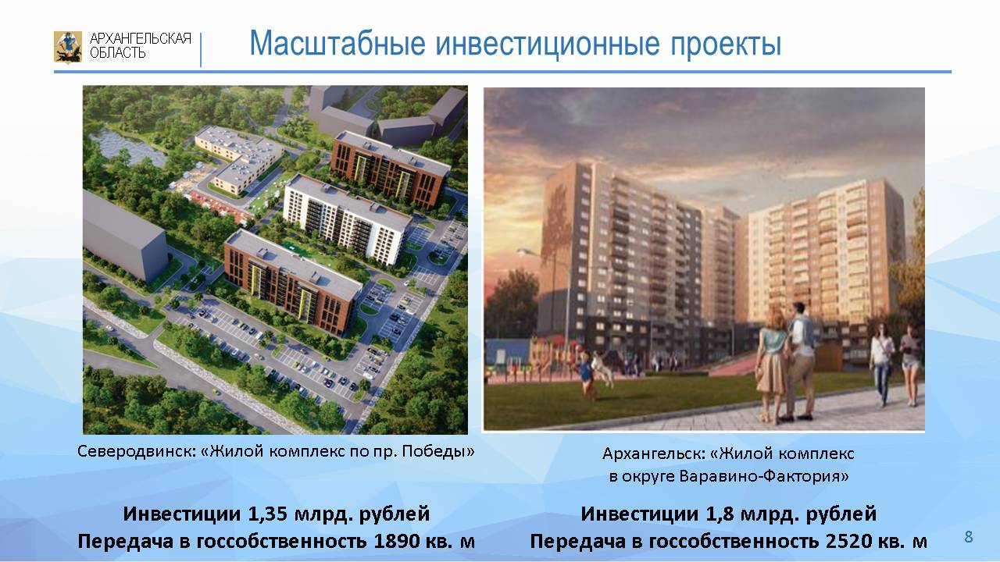 АРХАНГЕЛЬСКАЯ
ОБЛАСТЬ
Масштабные инвестиционные проекты
Северодвинск: «Жилой комплекс по пр. Победы»
Архангельск: «Жилой комплекс
в округе Варавино-Фактория»
Инвестиции 1,35 млрд. рублей
Передача в госсобственность 1890 кв. м
Инвестиции 1,8 млрд. рублей
Передача в госсобственность 2520 кв. м
8